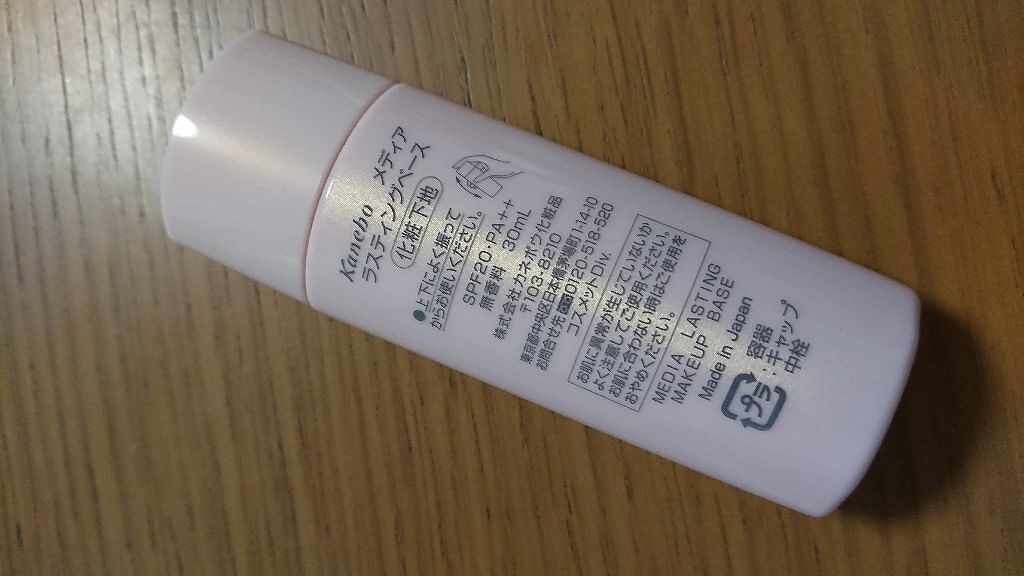 Kanebo メディア
ラスティングベース
化粧下地
●上下によく振って
からお使いください。
SPF20・PA++
無香料 30mL
株式会社カネボウ化粧品
〒103-8210
東京都中央区日本橋茅場町1-14-10
お問合せ先 0120-518-520
コスメットDiv.
お肌に異常が生じていないか
よく注意してご使用ください。
お肌に合わない時はご使用を
おやめください。
MEDIA
MAKEUP LASTING
BASE
Made in Japan
プラ
:容器
キャップ
中栓